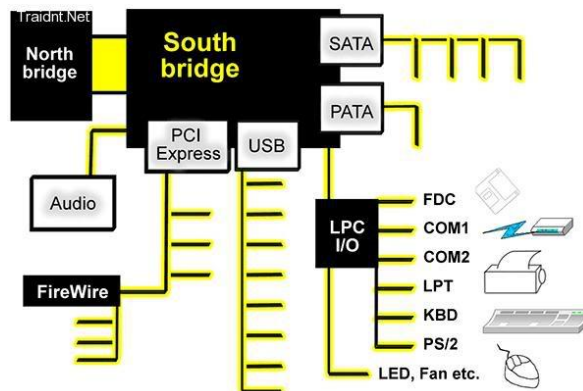 Traidnt.Net
North
bridge
South
bridge
SATA
PATA
PCI
Express
USB
Audio
FireWire
LPC
I/O
FDC
COM1
COM2
LPT
KBD
PS/2
LED, Fan etc.